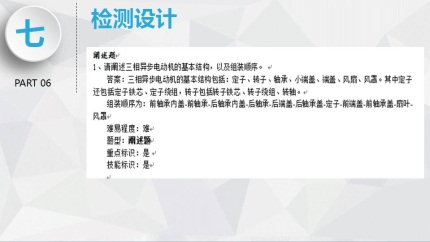 七
检测设计
PART 06
阐述题
1、请阐述三相异步电动机的基本结构，以及组装顺序。
答案：三相异步电动机的基本结构包括：定子、转子、轴承、小端盖、端盖、风扇、风罩。其中定子
还包括定子铁芯、定子线组，转子包括转子铁芯、转子绕组、转轴。
组装顺序为：前轴承内盖-前轴承-后轴承内盖-后轴承-后端盖-后轴承盖-定子-前端盖-前轴承盖-扇叶-
风罩
难易程度：难
题型：阐述题
重点标识：是
技能标识：是